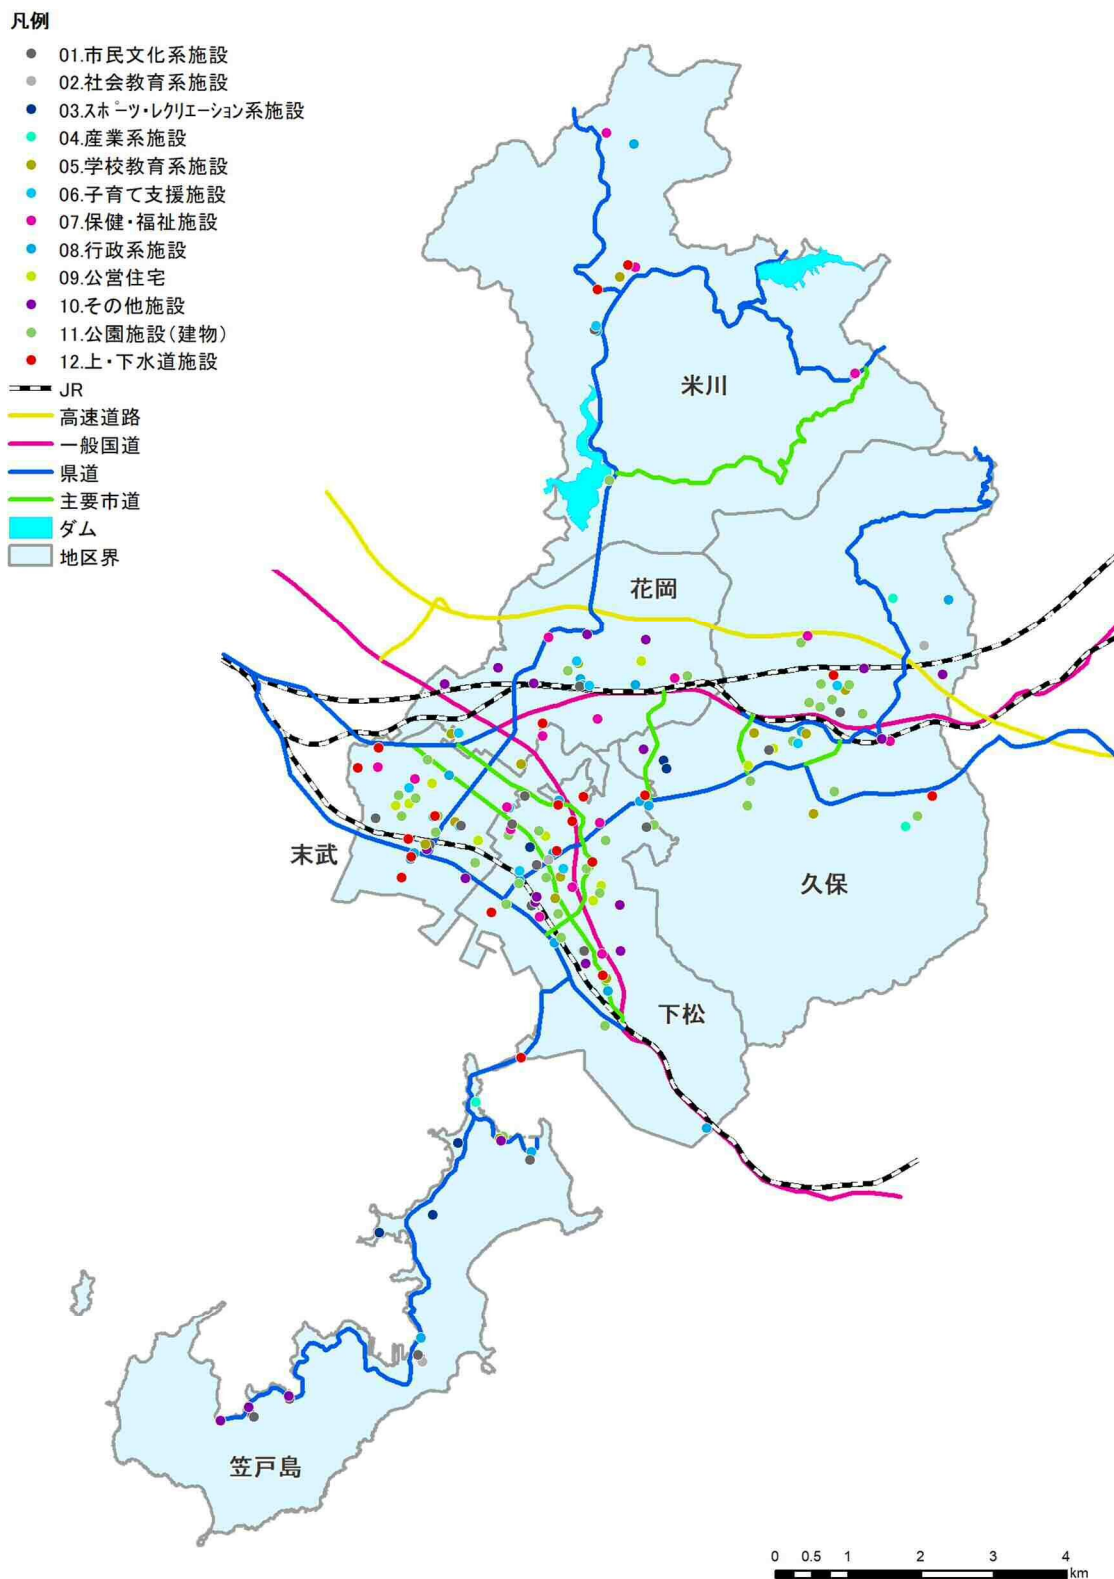 凡例
01.市民文化系施設
02.社会教育系施設
03.スポーツ・レクリエーション系施設
04.産業系施設
05.学校教育系施設
06.子育て支援施設
07.保健・福祉施設
08.行政系施設
09.公営住宅
10.その他施設
11.公園施設(建物)
12.上・下水道施設
JR
高速道路
一般国道
県道
主要市道
ダム
地区界
米川
花岡
末武
久保
下松
笠戸島
0 0.5 1 2 3 4
km